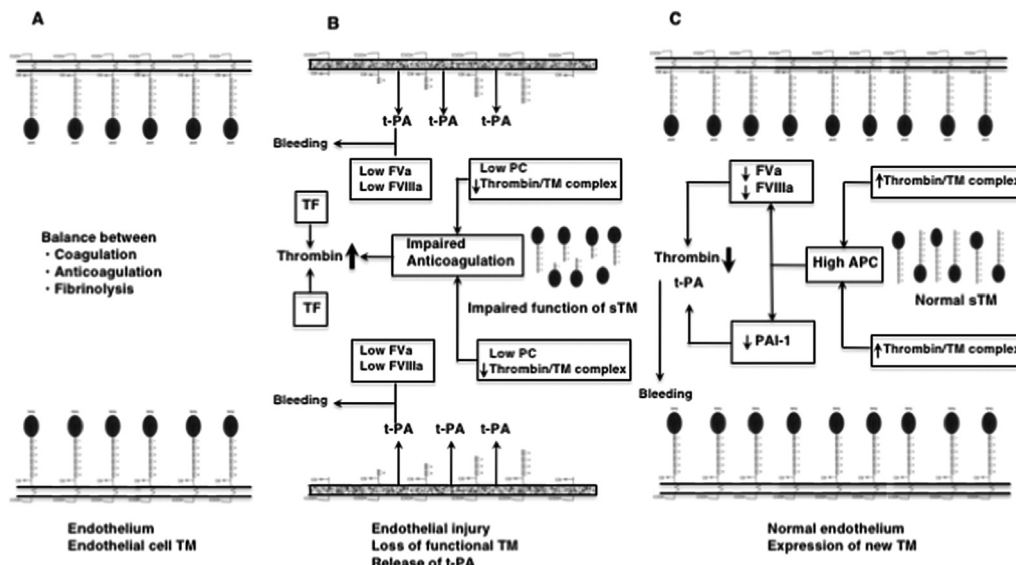 A
Balance between
・Coagulation
・Anticoagulation
・Fibrinolysis
Endothelium
Endothelial cell TM
B
t-PA t-PA t-PA
Bleeding
Low FVa
Low FVIIIa
Low PC
↓Thrombin/TM complex
TF
Thrombin ↑
Impaired
Anticoagulation
TF
Impaired function of sTM
Low FVa
Low FVIIIa
Low PC
↓Thrombin/TM complex
Bleeding
t-PA t-PA t-PA
Endothelial injury
Loss of functional TM
Release of t-PA
C
↓ FVa
↓ FVIIIa
↑Thrombin/TM complex
Thrombin ↓
t-PA
High APC
Normal sTM
↓ PAI-1
↑Thrombin/TM complex
Bleeding
Normal endothelium
Expression of new TM